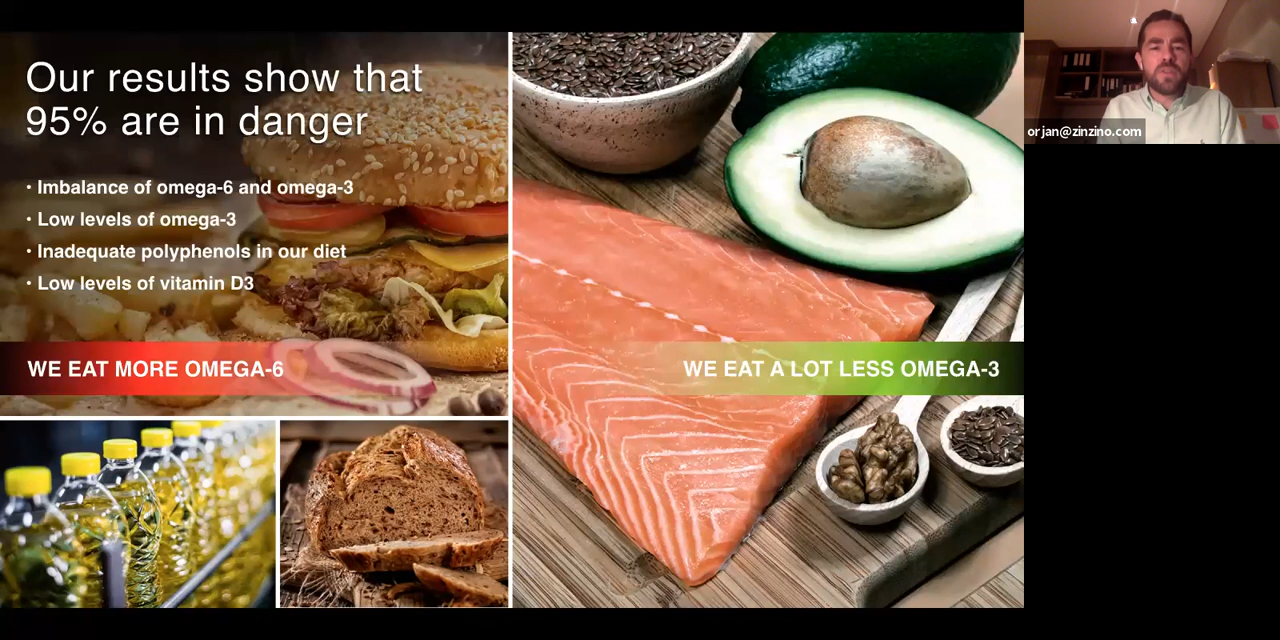 Our results show that
95% are in danger
• Imbalance of omega-6 and omega-3
• Low levels of omega-3
• Inadequate polyphenols in our diet
• Low levels of vitamin D3
WE EAT MORE OMEGA-6
WE EAT A LOT LESS OMEGA-3
orjan@zinzino.com